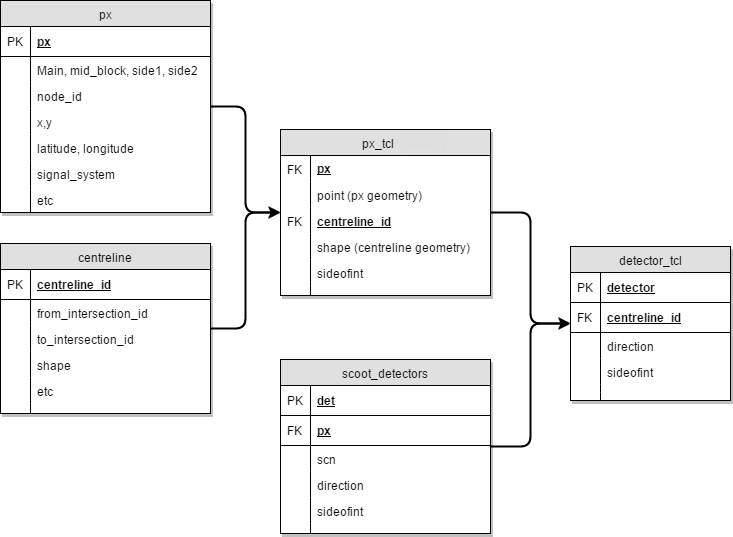 px
PK px
Main, mid_block, side1, side2
node_id
x,y
latitude, longitude
signal_system
etc
centreline
PK centreline_id
from_intersection_id
to_intersection_id
shape
etc
px_tcl
FK px
point (px geometry)
FK centreline_id
shape (centreline geometry)
sideofint
scoot_detectors
PK det
FK px
scn
direction
sideofint
detector_tcl
PK detector
FK centreline_id
direction
sideofint